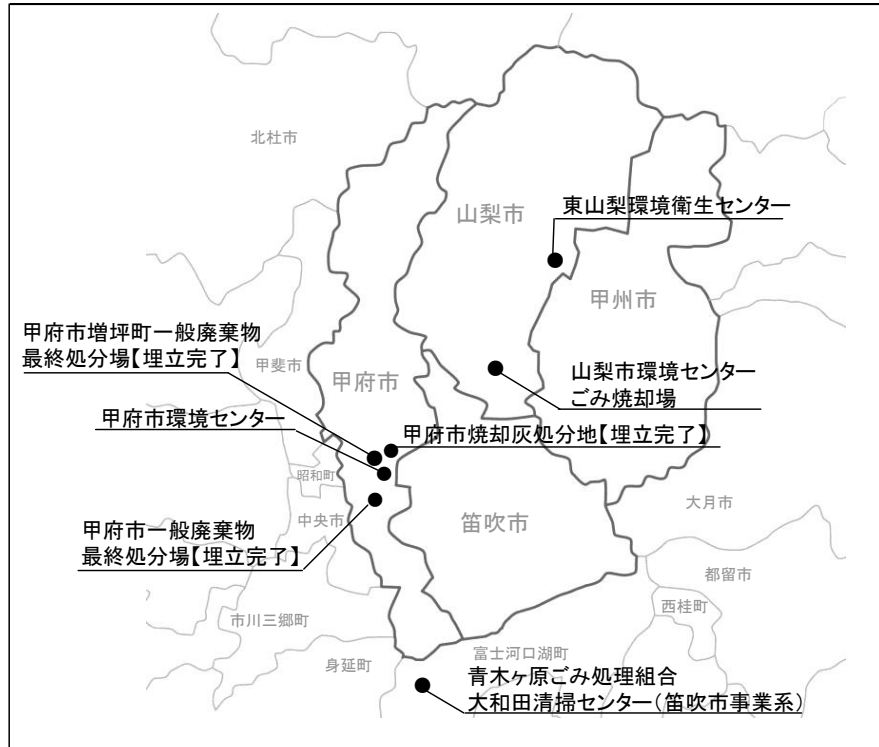 北杜市
山梨市
東山梨環境衛生センター
甲州市
甲府市増坪町一般廃棄物
最終処分場【埋立完了】
甲斐市
甲府市
山梨市環境センター
ごみ焼却場
甲府市環境センター
甲府市焼却灰処分地【埋立完了】
昭和町
中央市
笛吹市
大月市
甲府市一般廃棄物
最終処分場【埋立完了】
都留市
西桂町
市川三郷町
身延町
富士河口湖町
青木ヶ原ごみ処理組合
大和田清掃センター（笛吹市事業系）